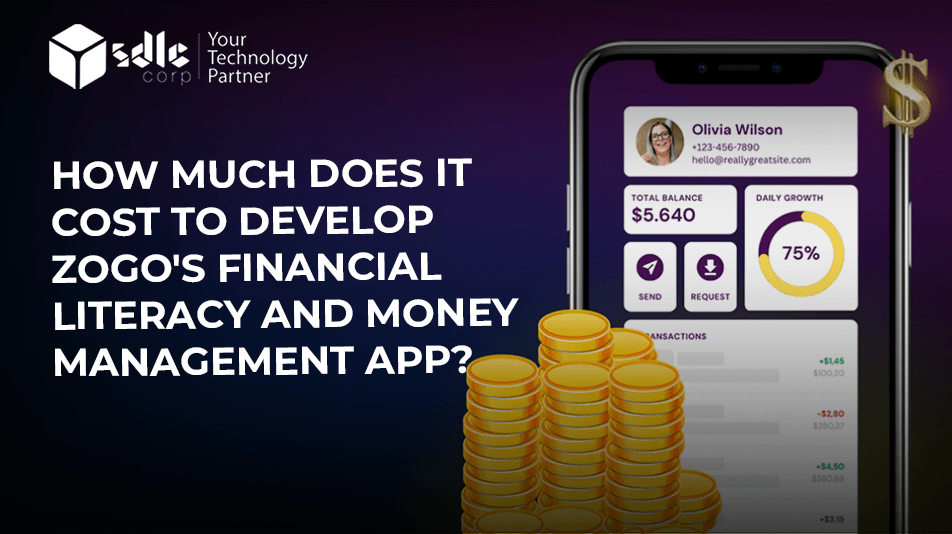 sdlc
corp
Your
Technology
Partner
HOW MUCH DOES IT
COST TO DEVELOP
ZOGO'S FINANCIAL
LITERACY AND MONEY
MANAGEMENT APP?
$
Olivia Wilson
+123-456-7890
hello@reallygreatsite.com
TOTAL BALANCE
$5.640
DAILY GROWTH
75%
SEND
REQUEST
RANSACTIONS
+$1,45
$100,20
-$2,80
$280,37
+$4,50
$380,89
+$3,15